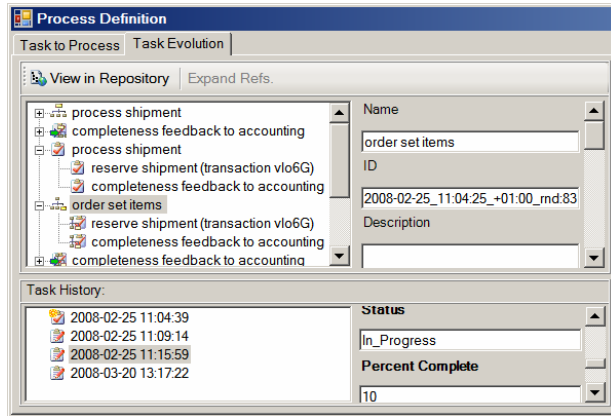 Process Definition
Task to Process
Task Evolution
View in Repository
Expand Refs.
process shipment
completeness feedback to accounting
process shipment
reserve shipment (transaction vlo6G)
completeness feedback to accounting
order set items
reserve shipment (transaction vlo6G)
completeness feedback to accounting
completeness feedback to accounting
Name
order set items
ID
2008-02-25_11:04:25_+01:00_rnd:83
Description
Task History:
2008-02-25 11:04:39
2008-02-25 11:09:14
2008-02-25 11:15:59
2008-03-20 13:17:22
Status
In_Progress
Percent Complete
10